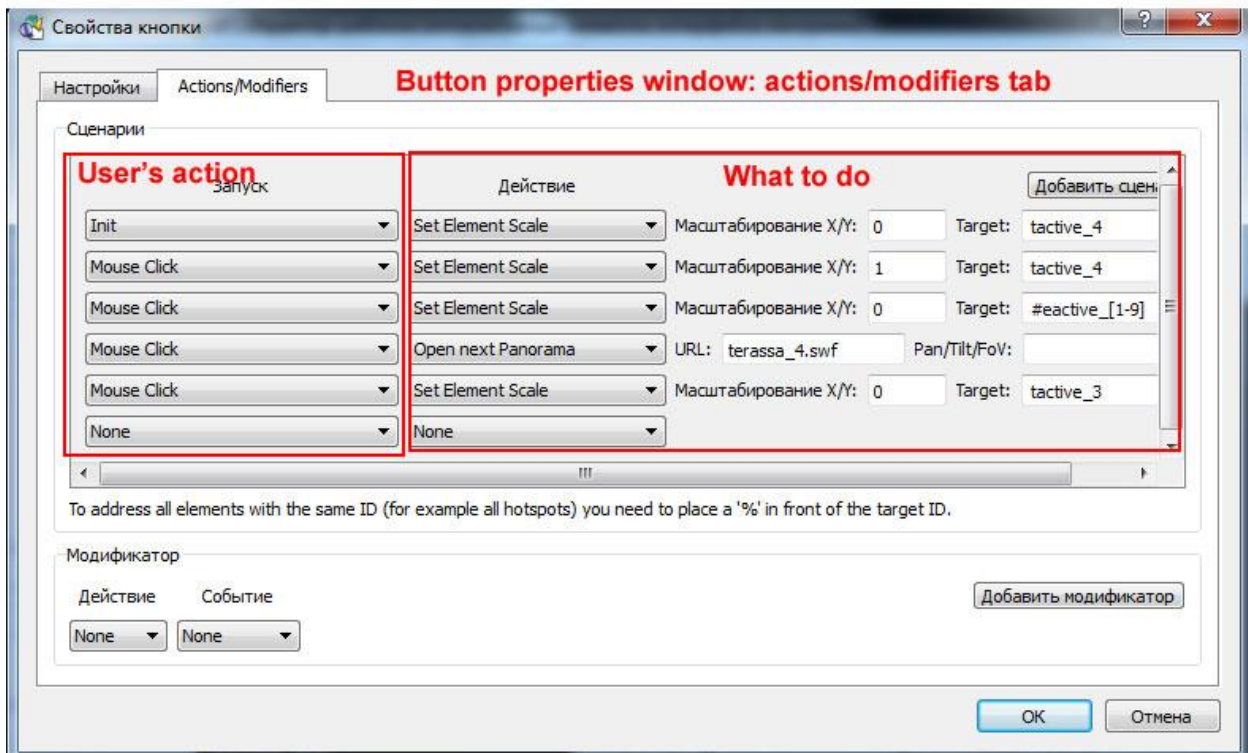 Свойства кнопки
Настройки Actions/Modifiers Button properties window: actions/modifiers tab
Сценарии
User's action What to do
Запуск Действие Добавить сцен
Init Set Element Scale Масштабирование X/Y: 0 Target: tactive_4
Mouse Click Set Element Scale Масштабирование X/Y: 1 Target: tactive_4
Mouse Click Set Element Scale Масштабирование X/Y: 0 Target: #eactive_[1-9]
Mouse Click Open next Panorama URL: terassa_4.swf Pan/Tilt/FoV:
Mouse Click Set Element Scale Масштабирование X/Y: 0 Target: tactive_3
None None
To address all elements with the same ID (for example all hotspots) you need to place a '%' in front of the target ID.
Модификатор
Действие Событие Добавить модификатор
None None
OK Отмена